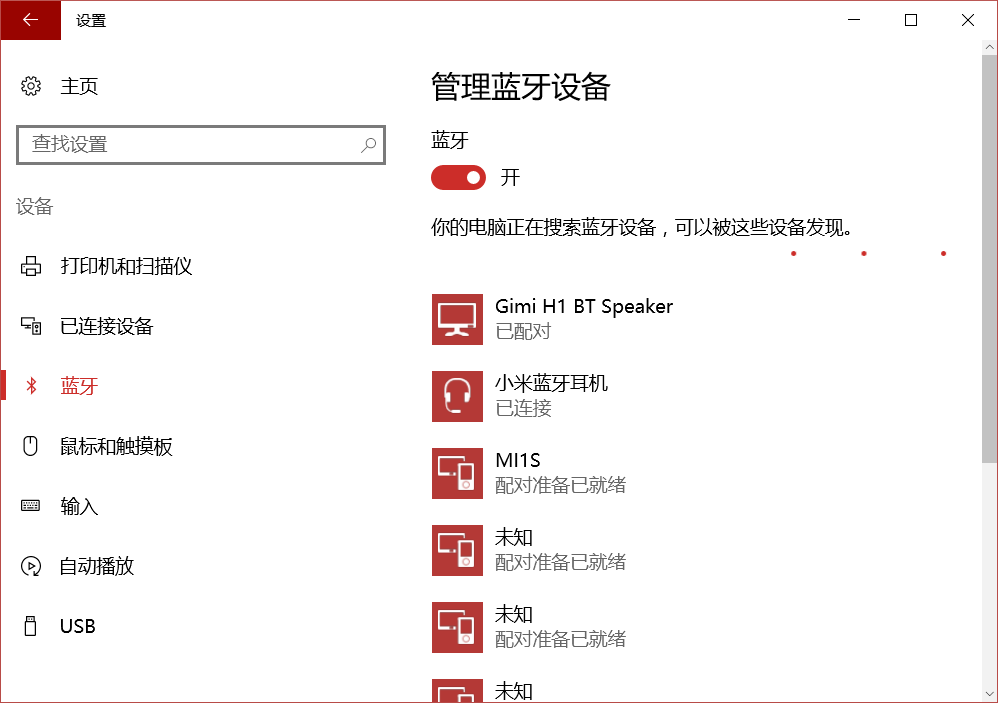 设置
主页
查找设置
设备
打印机和扫描仪
已连接设备
蓝牙
鼠标和触摸板
输入
自动播放
USB
管理蓝牙设备
蓝牙
开
你的电脑正在搜索蓝牙设备，可以被这些设备发现。
Gimi H1 BT Speaker
已配对
小米蓝牙耳机
已连接
MI1S
配对准备已就绪
未知
配对准备已就绪
未知
配对准备已就绪
未知